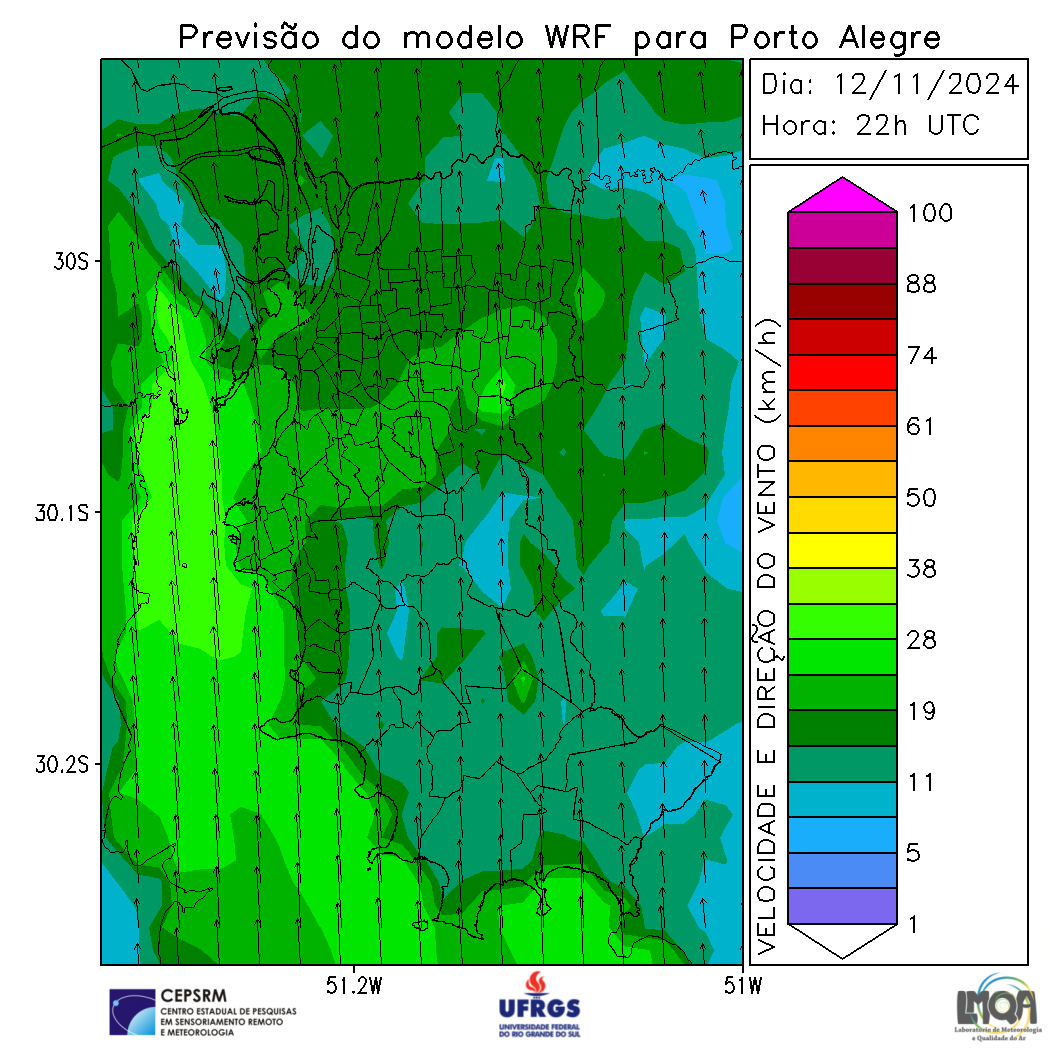 Previsão do modelo WRF para Porto Alegre
Dia: 12/11/2024
Hora: 22h UTC
30S
30.1S
30.2S
51.2W
51W
VELOCIDADE E DIREÇÃO DO VENTO (km/h)
100
88
74
61
50
38
28
19
11
5
1
CEPSRM
CENTRO ESTADUAL DE PESQUISAS
EM SENSORIAMENTO REMOTO
E METEOROLOGIA
UFRGS
UNIVERSIDADE FEDERAL
DO RIO GRANDE DO SUL
LMQA
Laboratório de Meteorologia
e Qualidade do Ar